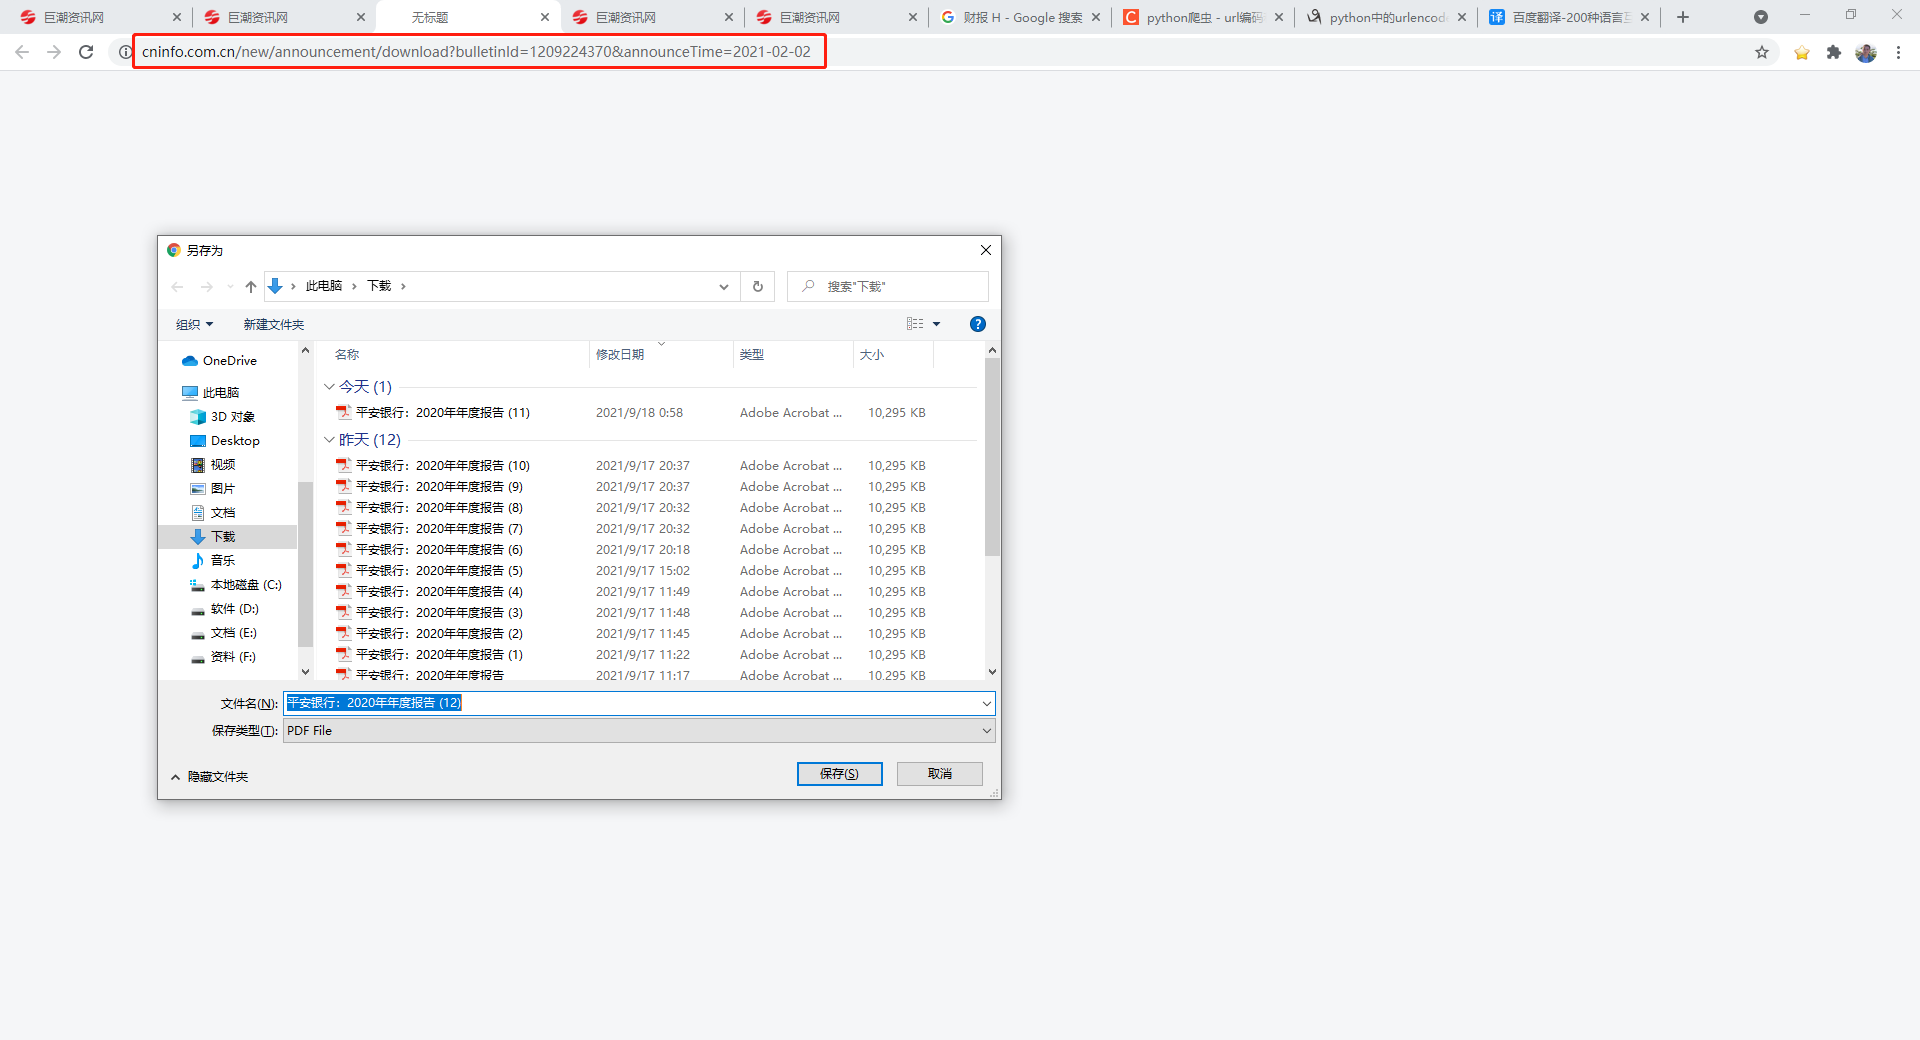 巨潮资讯网
巨潮资讯网
无标题
巨潮资讯网
巨潮资讯网
财报 H - Google 搜索
python爬虫 - url编码
python中的urlencode
百度翻译-200种语言互
cninfo.com.cn/new/announcement/download?bulletinId=1209224370&announceTime=2021-02-02
另存为
此电脑 › 下载 ›
搜索"下载"
组织
新建文件夹
OneDrive
此电脑
3D 对象
Desktop
视频
图片
文档
下载
音乐
本地磁盘 (C:)
软件 (D:)
文档 (E:)
资料 (F:)
名称 修改日期 类型 大小
今天 (1)
平安银行：2020年年度报告 (11) 2021/9/18 0:58 Adobe Acrobat ... 10,295 KB
昨天 (12)
平安银行：2020年年度报告 (10) 2021/9/17 20:37 Adobe Acrobat ... 10,295 KB
平安银行：2020年年度报告 (9) 2021/9/17 20:37 Adobe Acrobat ... 10,295 KB
平安银行：2020年年度报告 (8) 2021/9/17 20:32 Adobe Acrobat ... 10,295 KB
平安银行：2020年年度报告 (7) 2021/9/17 20:32 Adobe Acrobat ... 10,295 KB
平安银行：2020年年度报告 (6) 2021/9/17 20:18 Adobe Acrobat ... 10,295 KB
平安银行：2020年年度报告 (5) 2021/9/17 15:02 Adobe Acrobat ... 10,295 KB
平安银行：2020年年度报告 (4) 2021/9/17 11:49 Adobe Acrobat ... 10,295 KB
平安银行：2020年年度报告 (3) 2021/9/17 11:48 Adobe Acrobat ... 10,295 KB
平安银行：2020年年度报告 (2) 2021/9/17 11:45 Adobe Acrobat ... 10,295 KB
平安银行：2020年年度报告 (1) 2021/9/17 11:22 Adobe Acrobat ... 10,295 KB
平安银行：2020年年度报告 2021/9/17 11:17 Adobe Acrobat ... 10,295 KB
文件名(N): 平安银行：2020年年度报告 (12)
保存类型(T): PDF File
隐藏文件夹
保存(S)
取消